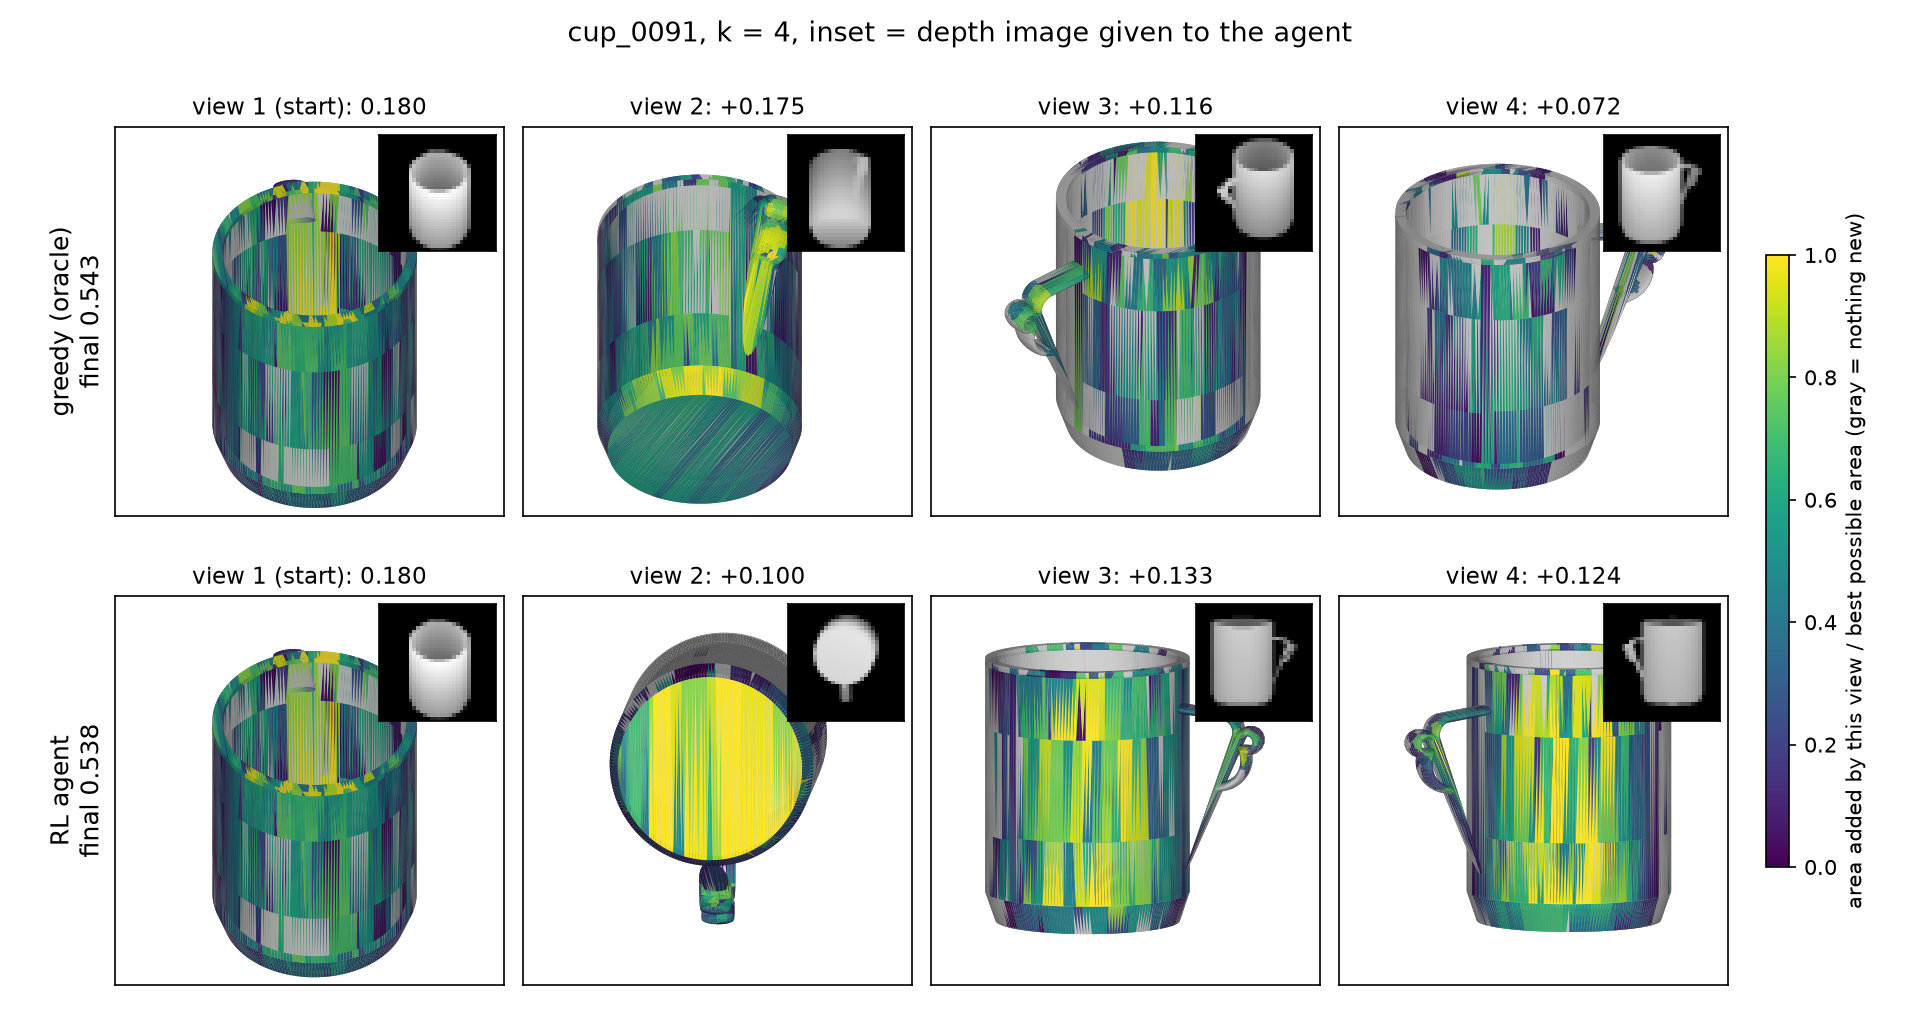 cup_0091, k = 4, inset = depth image given to the agent
view 1 (start): 0.180
view 2: +0.175
view 3: +0.116
view 4: +0.072
greedy (oracle)
final 0.543
view 1 (start): 0.180
view 2: +0.100
view 3: +0.133
view 4: +0.124
RL agent
final 0.538
1.0
0.8
0.6
0.4
0.2
0.0
area added by this view / best possible area (gray = nothing new)